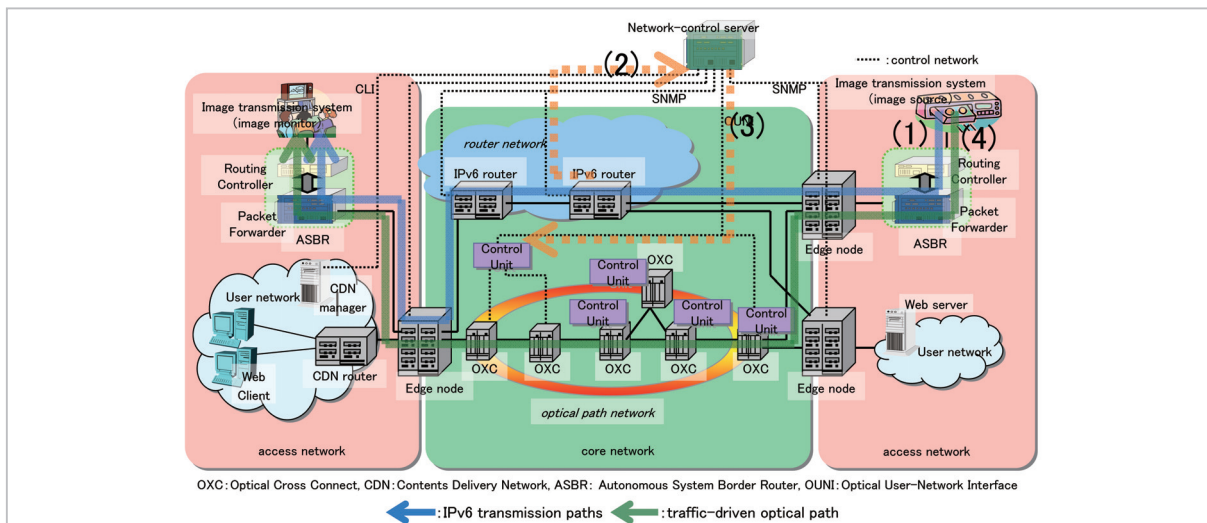 Network-control server
(2)
: control network
CLI
SNMP
SNMP
OUNI
(3)
Image transmission system
(image monitor)
Image transmission system
(image source)
(1)
(4)
router network
Routing
Controller
IPv6 router
IPv6 router
Routing
Controller
Packet
Forwarder
ASBR
Packet
Forwarder
ASBR
Edge node
Control
Unit
OXC
Control
Unit
User network
CDN
manager
Control
Unit
Control
Unit
Control
Unit
Web server
User network
Web
Client
CDN router
Edge node
OXC
OXC
OXC
OXC
OXC
Edge node
optical path network
access network
core network
access network
OXC: Optical Cross Connect, CDN: Contents Delivery Network, ASBR: Autonomous System Border Router, OUNI: Optical User-Network Interface
: IPv6 transmission paths
: traffic-driven optical path